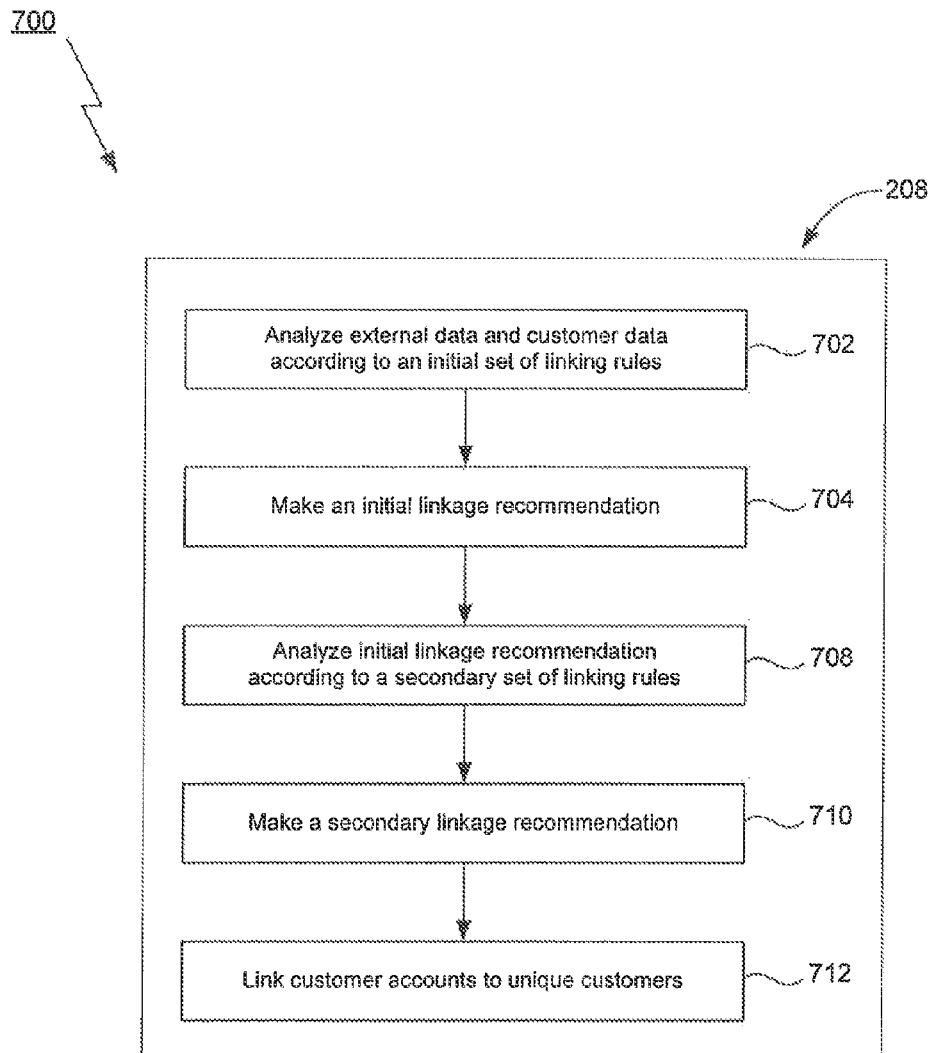 700
208
Analyze external data and customer data
according to an initial set of linking rules
702
Make an initial linkage recommendation
704
Analyze initial linkage recommendation
according to a secondary set of linking rules
708
Make a secondary linkage recommendation
710
Link customer accounts to unique customers
712